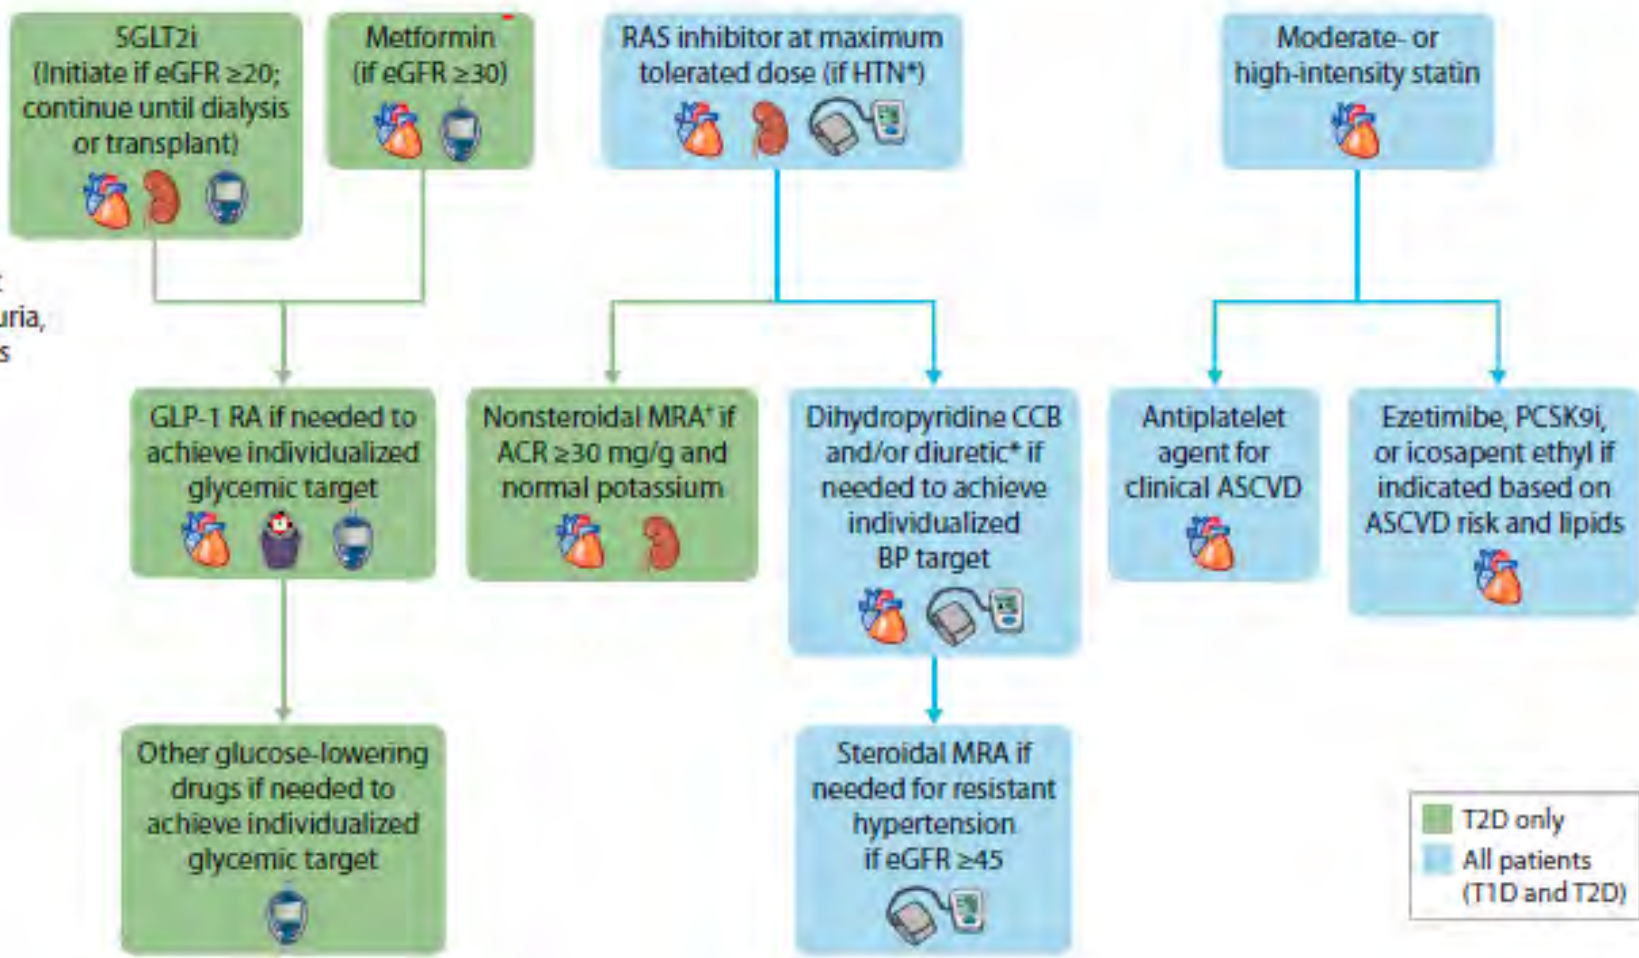 SGLT2i
(Initiate if eGFR ≥20;
continue until dialysis
or transplant)
Metformin
(if eGFR ≥30)
RAS inhibitor at maximum
tolerated dose (if HTN*)
Moderate- or
high-intensity statin
uria,
s
GLP-1 RA if needed to
achieve individualized
glycemic target
Nonsteroidal MRA† if
ACR ≥30 mg/g and
normal potassium
Dihydropyridine CCB
and/or diuretic* if
needed to achieve
individualized
BP target
Antiplatelet
agent for
clinical ASCVD
Ezetimibe, PCSK9i,
or icosapent ethyl if
indicated based on
ASCVD risk and lipids
Other glucose-lowering
drugs if needed to
achieve individualized
glycemic target
Steroidal MRA if
needed for resistant
hypertension
if eGFR ≥45
T2D only
All patients
(T1D and T2D)